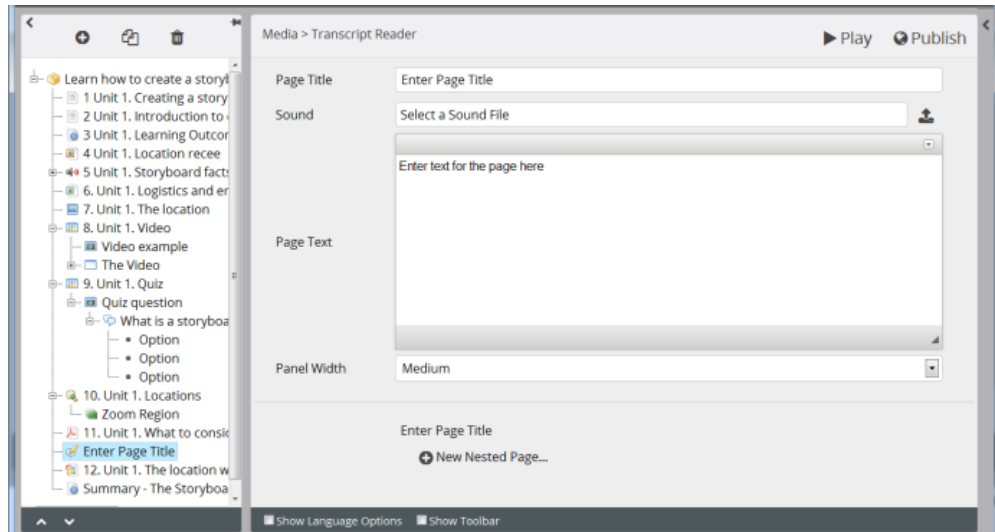 Media > Transcript Reader
Play
Publish
Learn how to create a storyb
1 Unit 1. Creating a story
2 Unit 1. Introduction to
3 Unit 1. Learning Outcor
4 Unit 1. Location recee
5 Unit 1. Storyboard facts
6. Unit 1. Logistics and er
7. Unit 1. The location
8. Unit 1. Video
Video example
The Video
9. Unit 1. Quiz
Quiz question
What is a storyboa
Option
Option
Option
10. Unit 1. Locations
Zoom Region
11. Unit 1. What to consid
Enter Page Title
12. Unit 1. The location w
Summary - The Storyboa
Page Title
Enter Page Title
Sound
Select a Sound File
Page Text
Enter text for the page here
Panel Width
Medium
Enter Page Title
New Nested Page...
Show Language Options
Show Toolbar